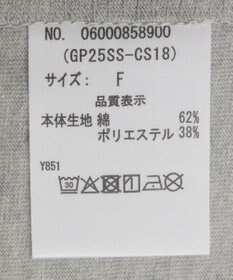 NO. 06000858900
(GP25SS-CS18)
サイズ: F
品質表示
本体生地 綿 62%
ポリエステル 38%
Y851
30